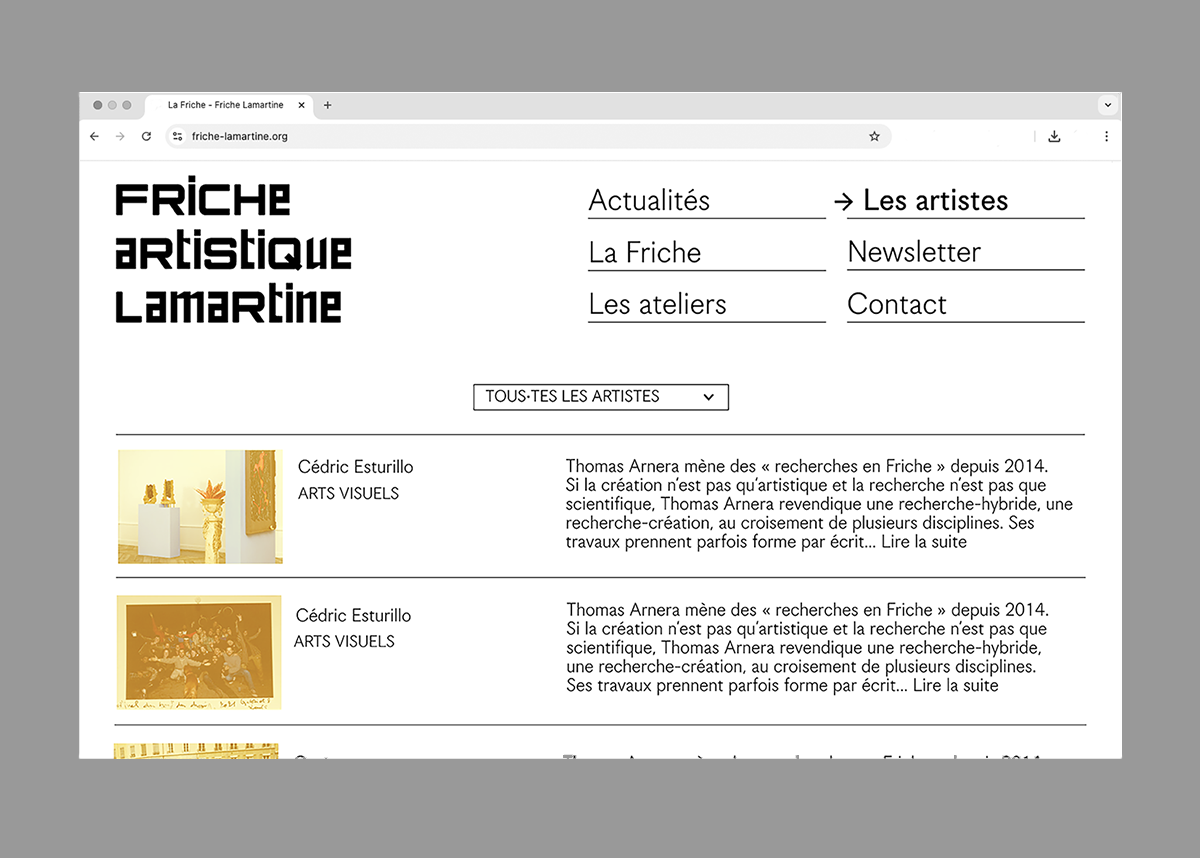 La Friche - Friche Lamartine
friche-lamartine.org
FRiCHe
aRtistiQue
LamaRtine
Actualités
→ Les artistes
La Friche
Newsletter
Les ateliers
Contact
TOUS·TES LES ARTISTES
Cédric Esturillo
ARTS VISUELS
Thomas Arnera mène des « recherches en Friche » depuis 2014.
Si la création n’est pas qu’artistique et la recherche n’est pas que
scientifique, Thomas Arnera revendique une recherche-hybride, une
recherche-création, au croisement de plusieurs disciplines. Ses
travaux prennent parfois forme par écrit... Lire la suite
Cédric Esturillo
ARTS VISUELS
Thomas Arnera mène des « recherches en Friche » depuis 2014.
Si la création n’est pas qu’artistique et la recherche n’est pas que
scientifique, Thomas Arnera revendique une recherche-hybride,
une recherche-création, au croisement de plusieurs disciplines.
Ses travaux prennent parfois forme par écrit... Lire la suite